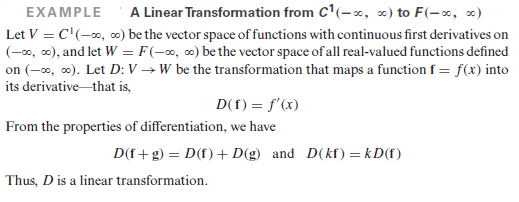 EXAMPLE A Linear Transformation from C¹(−∞, ∞) to F(−∞, ∞)
Let V = C¹(−∞, ∞) be the vector space of functions with continuous first derivatives on
(−∞, ∞), and let W = F(−∞, ∞) be the vector space of all real-valued functions defined
on (−∞, ∞). Let D: V → W be the transformation that maps a function f = f(x) into
its derivative—that is,
D(f) = f′(x)
From the properties of differentiation, we have
D(f + g) = D(f) + D(g) and D(kf) = kD(f)
Thus, D is a linear transformation.